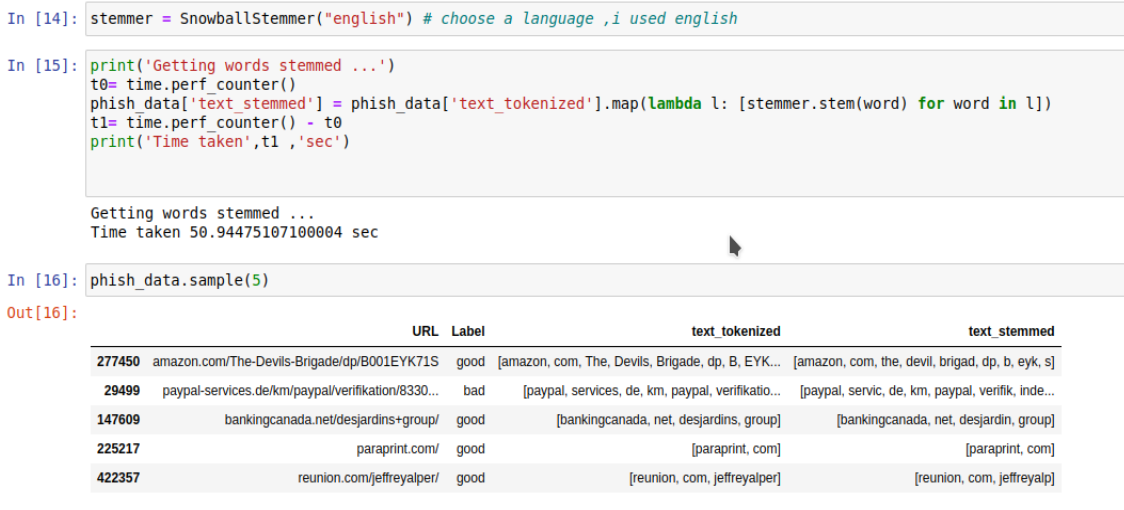 In [14]: stemmer = SnowballStemmer("english") # choose a language ,i used english
In [15]: print('Getting words stemmed ...')
t0= time.perf_counter()
phish_data['text_stemmed'] = phish_data['text_tokenized'].map(lambda l: [stemmer.stem(word) for word in l])
t1= time.perf_counter() - t0
print('Time taken',t1 ,'sec')
Getting words stemmed ...
Time taken 50.94475107100004 sec
In [16]: phish_data.sample(5)
Out[16]:
URL Label text_tokenized text_stemmed
277450 amazon.com/The-Devils-Brigade/dp/B001EYK71S good [amazon, com, The, Devils, Brigade, dp, B, EYK... [amazon, com, the, devil, brigad, dp, b, eyk, s]
29499 paypal-services.de/km/paypal/verifikation/8330... bad [paypal, services, de, km, paypal, verifikatio... [paypal, servic, de, km, paypal, verifik, inde...
147609 bankingcanada.net/desjardins+group/ good [bankingcanada, net, desjardins, group] [bankingcanada, net, desjardin, group]
225217 paraprint.com/ good [paraprint, com] [paraprint, com]
422357 reunion.com/jeffreyalper/ good [reunion, com, jeffreyalper] [reunion, com, jeffreyalp]